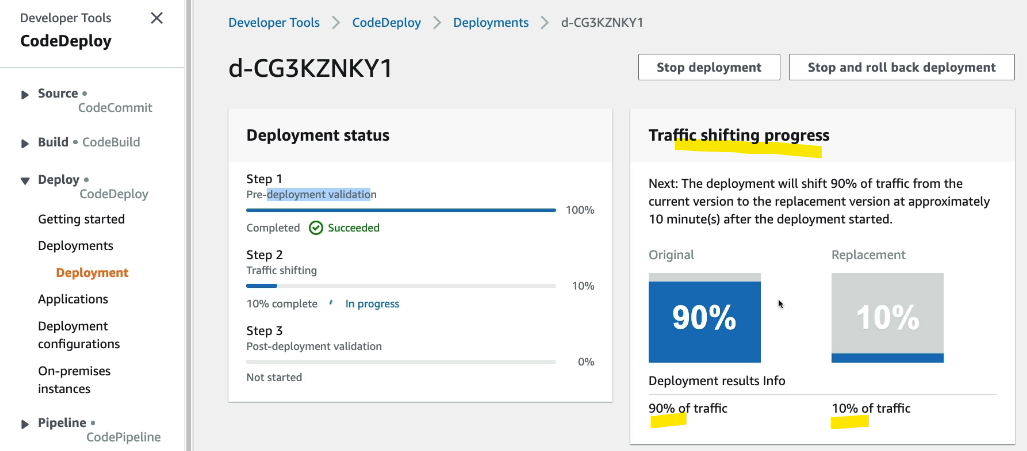 Developer Tools
CodeDeploy
Source •
CodeCommit
Build • CodeBuild
Deploy •
CodeDeploy
Getting started
Deployments
Deployment
Applications
Deployment
configurations
On-premises
instances
Pipeline •
CodePipeline
Developer Tools > CodeDeploy > Deployments > d-CG3KZNKY1
d-CG3KZNKY1
Stop deployment
Stop and roll back deployment
Deployment status
Step 1
Pre-deployment validation
100%
Completed Succeeded
Step 2
Traffic shifting
10%
10% complete In progress
Step 3
Post-deployment validation
0%
Not started
Traffic shifting progress
Next: The deployment will shift 90% of traffic from the
current version to the replacement version at approximately
10 minute(s) after the deployment started.
Original Replacement
90% 10%
Deployment results Info
90% of traffic 10% of traffic